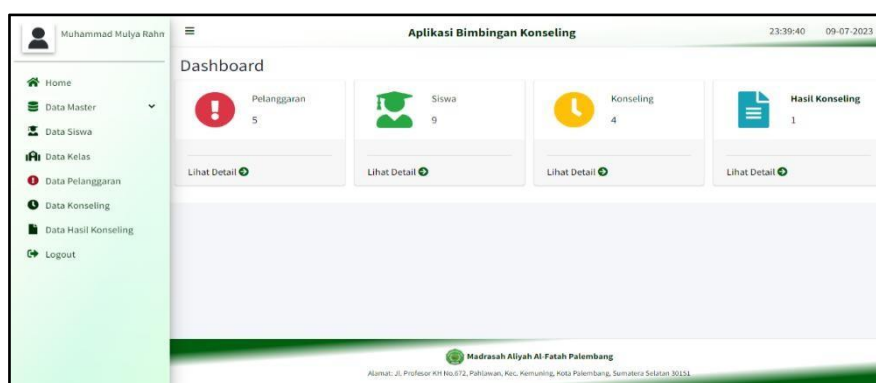 Muhammad Mulya Rahm
Aplikasi Bimbingan Konseling
23:39:40 09-07-2023
Home
Data Master
Data Siswa
Data Kelas
Data Pelanggaran
Data Konseling
Data Hasil Konseling
Logout
Dashboard
Pelanggaran
5
Lihat Detail
Siswa
9
Lihat Detail
Konseling
4
Lihat Detail
Hasil Konseling
1
Lihat Detail
Madrasah Aliyah Al-Fatah Palembang
Alamat: Jl. Profesor KH No.672, Pahlawan, Kec. Kemuning, Kota Palembang, Sumatera Selatan 30151